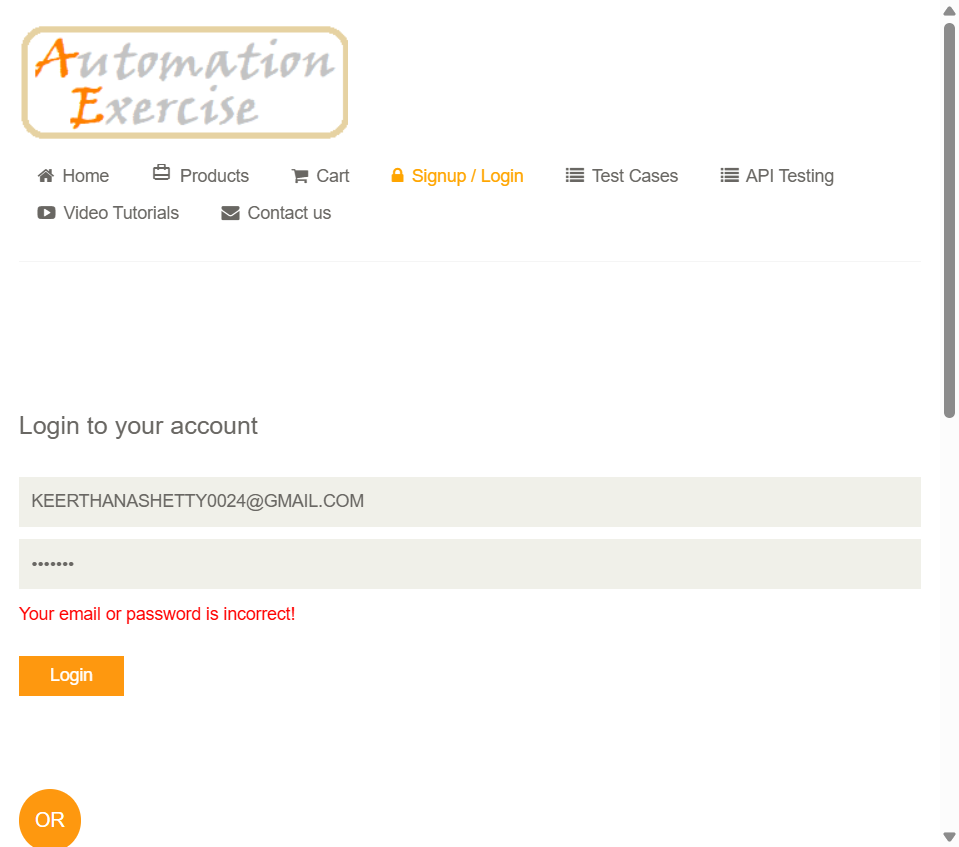 Automation
Exercise
Home Products Cart Signup / Login Test Cases API Testing
Video Tutorials Contact us
Login to your account
KEERTHANASHETTY0024@GMAIL.COM
•••••••
Your email or password is incorrect!
Login
OR